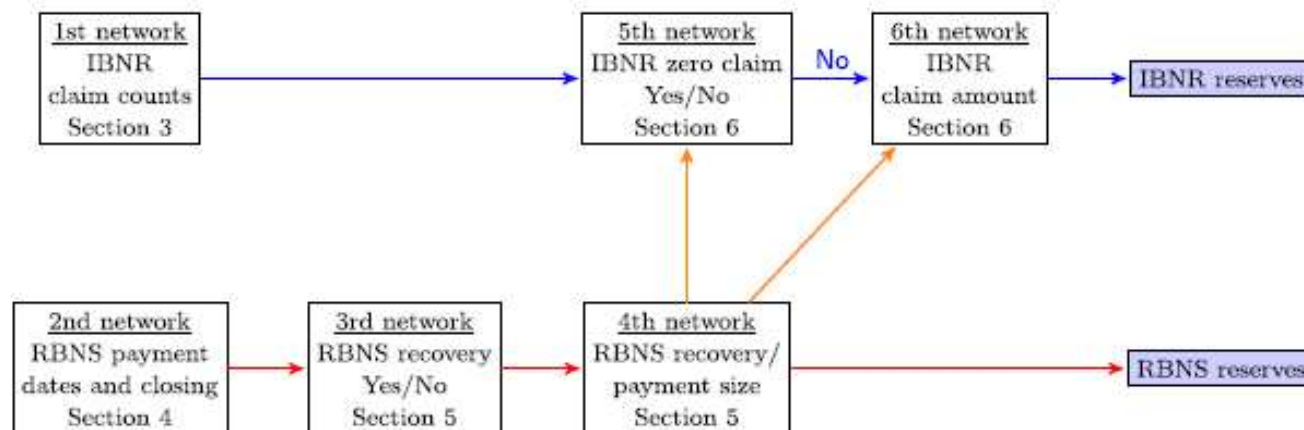 1st network
IBNR
claim counts
Section 3
5th network
IBNR zero claim
Yes/No
Section 6
No
6th network
IBNR
claim amount
Section 6
IBNR reserves
2nd network
RBNS payment
dates and closing
Section 4
3rd network
RBNS recovery
Yes/No
Section 5
4th network
RBNS recovery/
payment size
Section 5
RBNS reserves